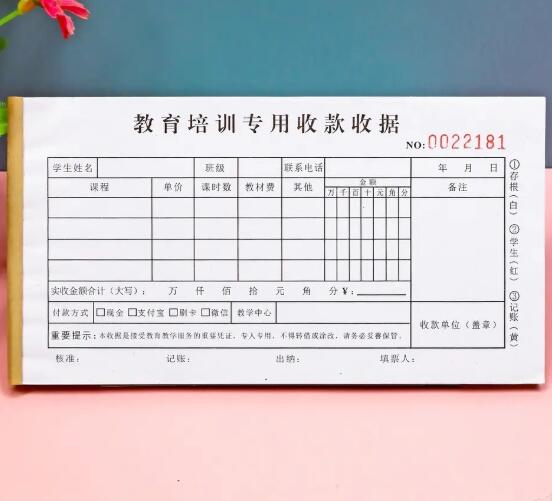 教育培训专用收款收据
NO:0022181
学生姓名 班级 联系电话 年 月 日
课程 单价 课时数 教材费 其他 金额 备注
万 千 百 十 元 角 分
实收金额合计（大写）： 万 仟 佰 拾 元 角 分 ¥：
付款方式 □现金 □支付宝 □刷卡 □微信 教学中心
收款单位（盖章）
重要提示：本收据是接受教育教学服务的重要凭证，专人专用，不得转借或涂改，请务必妥善保管。
核准： 记账： 出纳： 填票人：
①存根（白） ②学生（红） ③记账（黄）